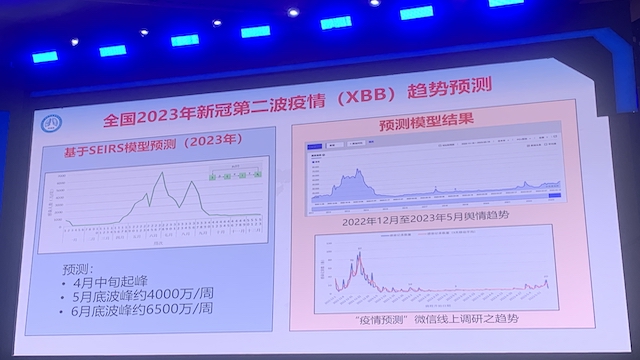 全国2023年新冠第二波疫情（XBB）趋势预测
基于SEIRS模型预测（2023年）
预测：
• 4月中旬起峰
• 5月底波峰约4000万/周
• 6月底波峰约6500万/周
预测模型结果
2022年12月至2023年5月舆情趋势
“疫情预测”微信线上调研之趋势